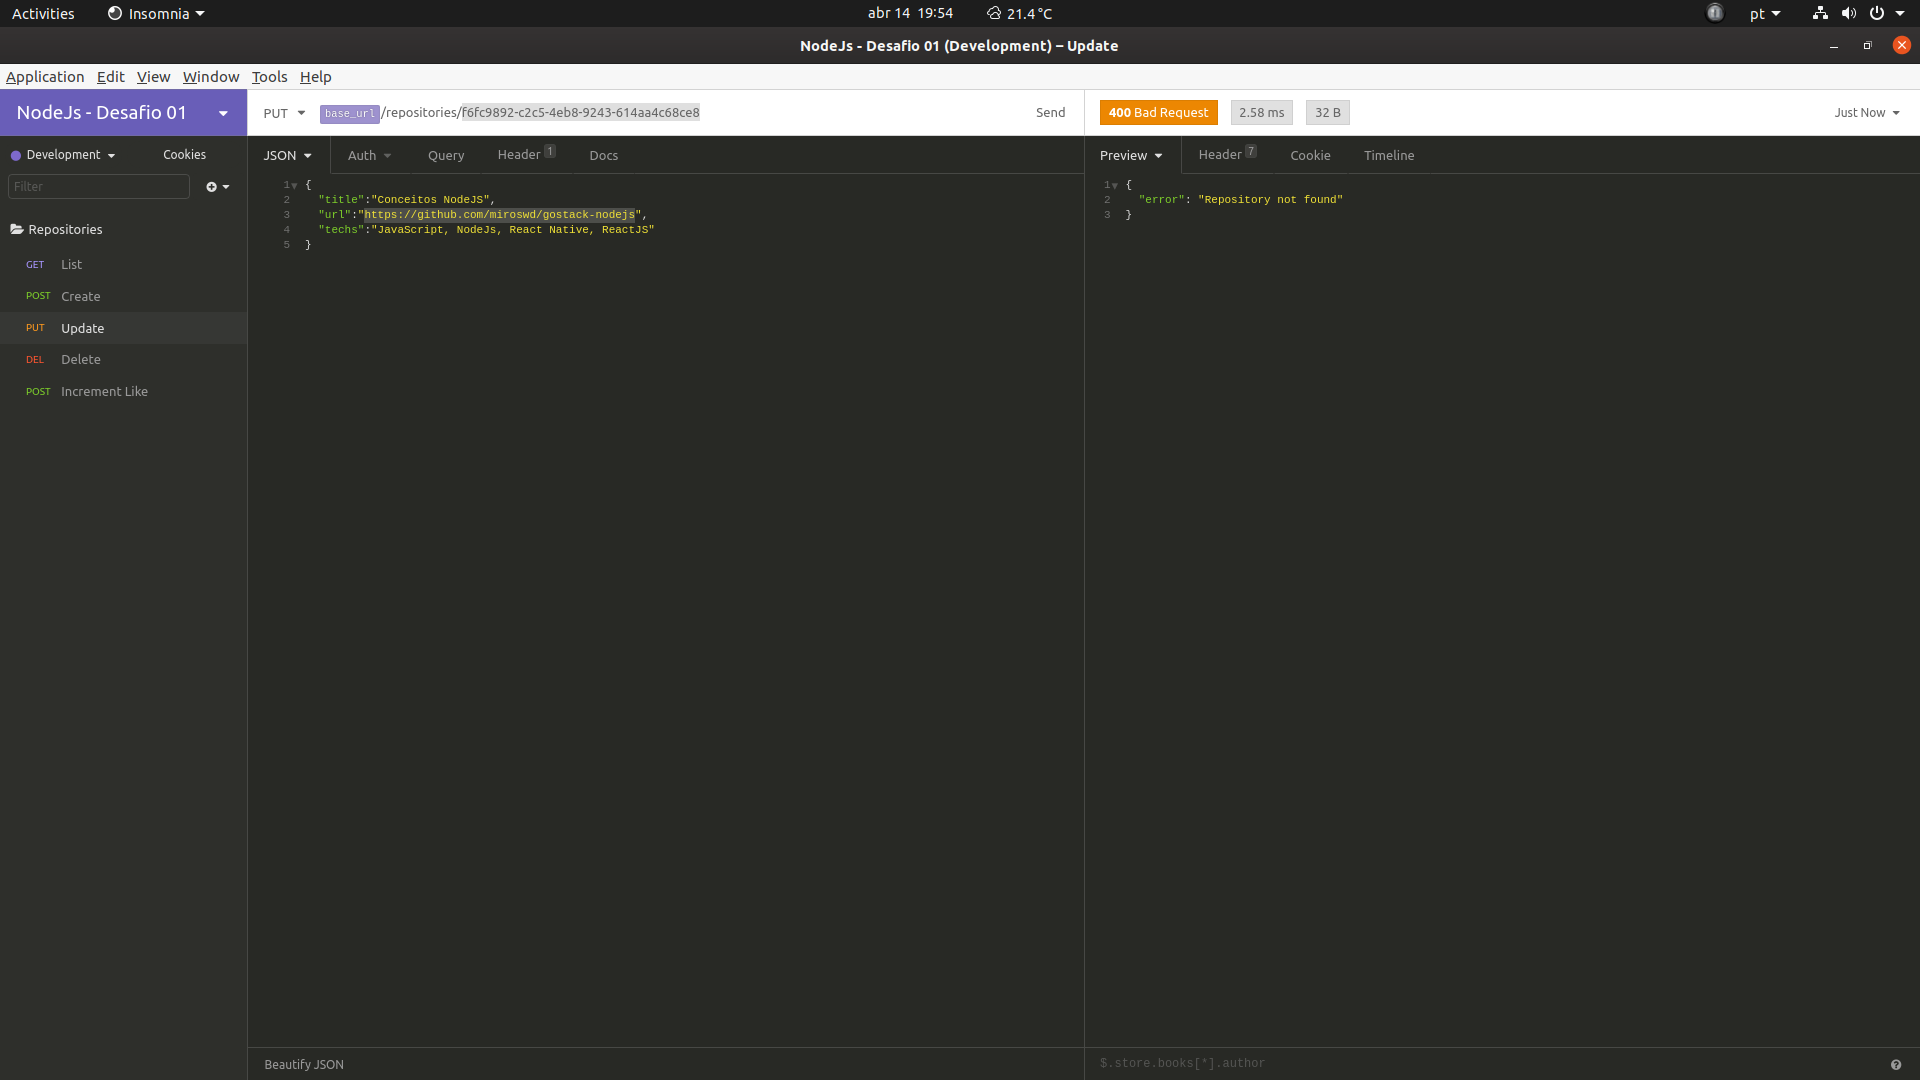 Activities Insomnia abr 14 19:54 21.4 °C pt
NodeJs - Desafio 01 (Development) – Update
Application Edit View Window Tools Help
NodeJs - Desafio 01
PUT base_url/repositories/f6fc9892-c2c5-4eb8-9243-614aa4c68ce8 Send
400 Bad Request 2.58 ms 32 B Just Now
Development Cookies
Filter
Repositories
GET List
POST Create
PUT Update
DEL Delete
POST Increment Like
JSON Auth Query Header 1 Docs
1 {
2 "title":"Conceitos NodeJS",
3 "url":"https://github.com/miroswd/gostack-nodejs",
4 "techs":"JavaScript, NodeJs, React Native, ReactJS"
5 }
Beautify JSON
Preview Header 7 Cookie Timeline
1 {
2 "error": "Repository not found"
3 }
$.store.books[*].author